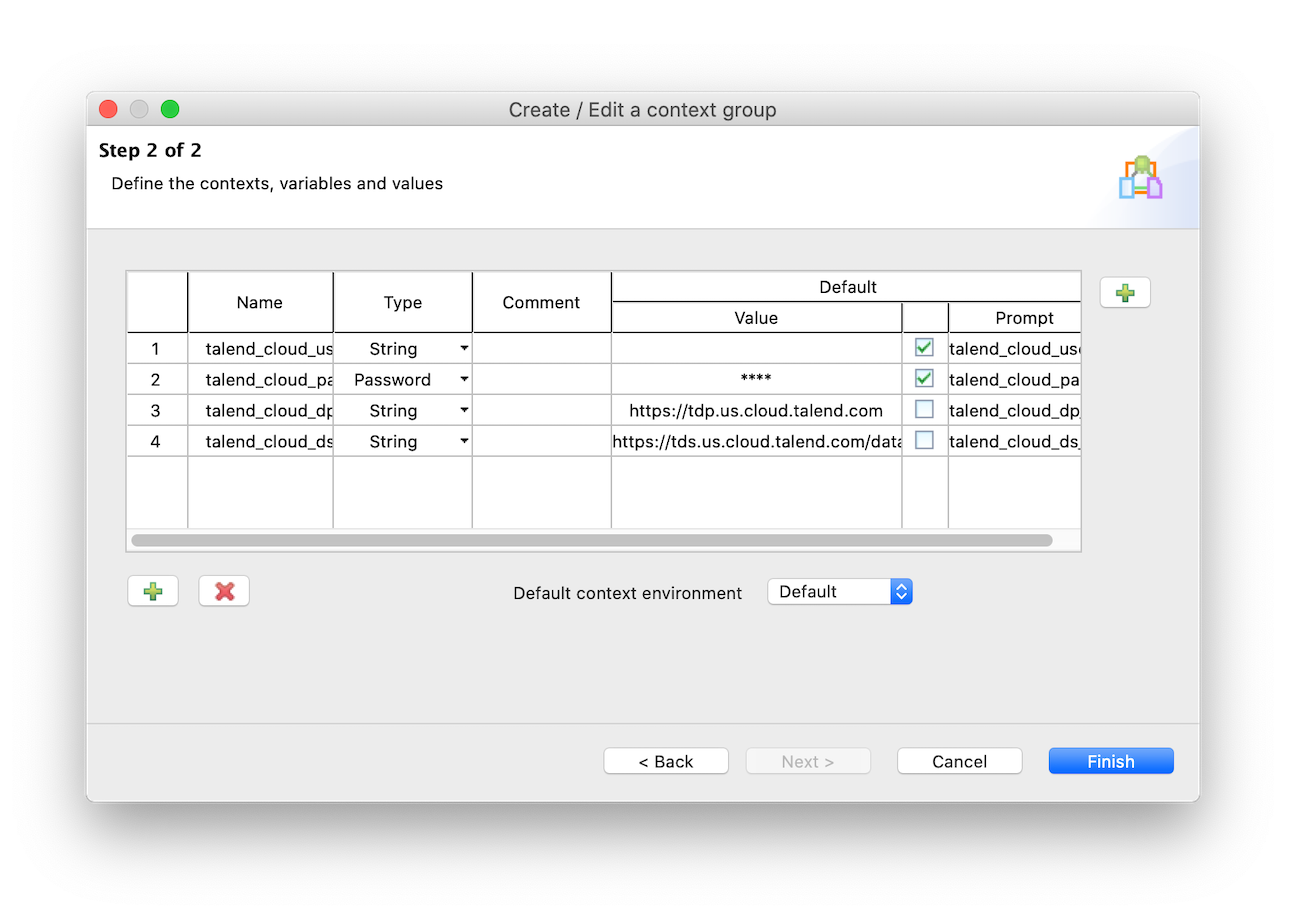 Create / Edit a context group
Step 2 of 2
Define the contexts, variables and values
Name Type Comment Default
Value Prompt
1 talend_cloud_us String talend_cloud_us
2 talend_cloud_pa Password **** talend_cloud_pa
3 talend_cloud_dp String https://tdp.us.cloud.talend.com talend_cloud_dp
4 talend_cloud_ds String https://tds.us.cloud.talend.com/data talend_cloud_ds_
Default context environment Default
< Back Next > Cancel Finish